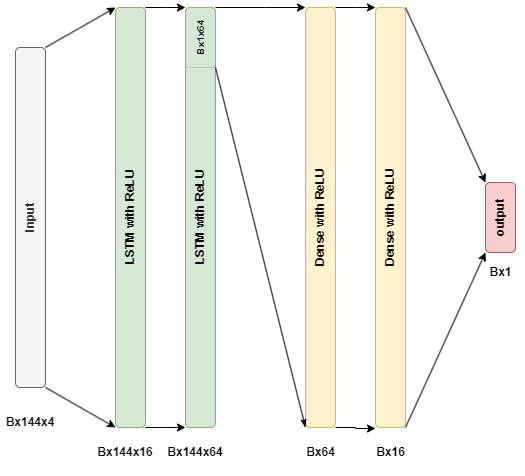 Input
LSTM with ReLU
Bx1x64
LSTM with ReLU
Dense with ReLU
Dense with ReLU
output
Bx1
Bx144x4
Bx144x16
Bx144x64
Bx64
Bx16